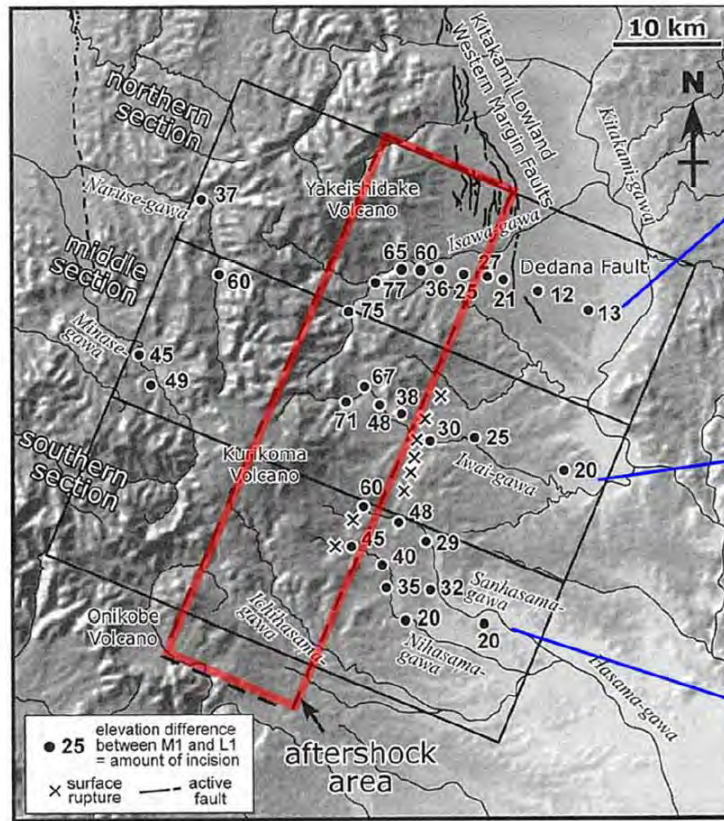 10 km
N
northern
section
Kitakami Lowland
Western Margin Faults
Kitakami-gawa
Naruse-gawa
37
Yakeishidake
Volcano
Isawa-gawa
middle
section
60
65
60
36
27
25
21
Dedana Fault
77
75
12
13
Minase-
gawa
45
49
67
71
48
38
30
25
southern
section
Kurikoma
Volcano
Iwai-gawa
20
60
48
45
29
40
35
32
Sanhasama-
gawa
Onikobe
Volcano
Ichihasama-
gawa
20
Nihasama-
gawa
20
Hasama-gawa
25 elevation difference
between M1 and L1
= amount of incision
surface
rupture
active
fault
aftershock
area